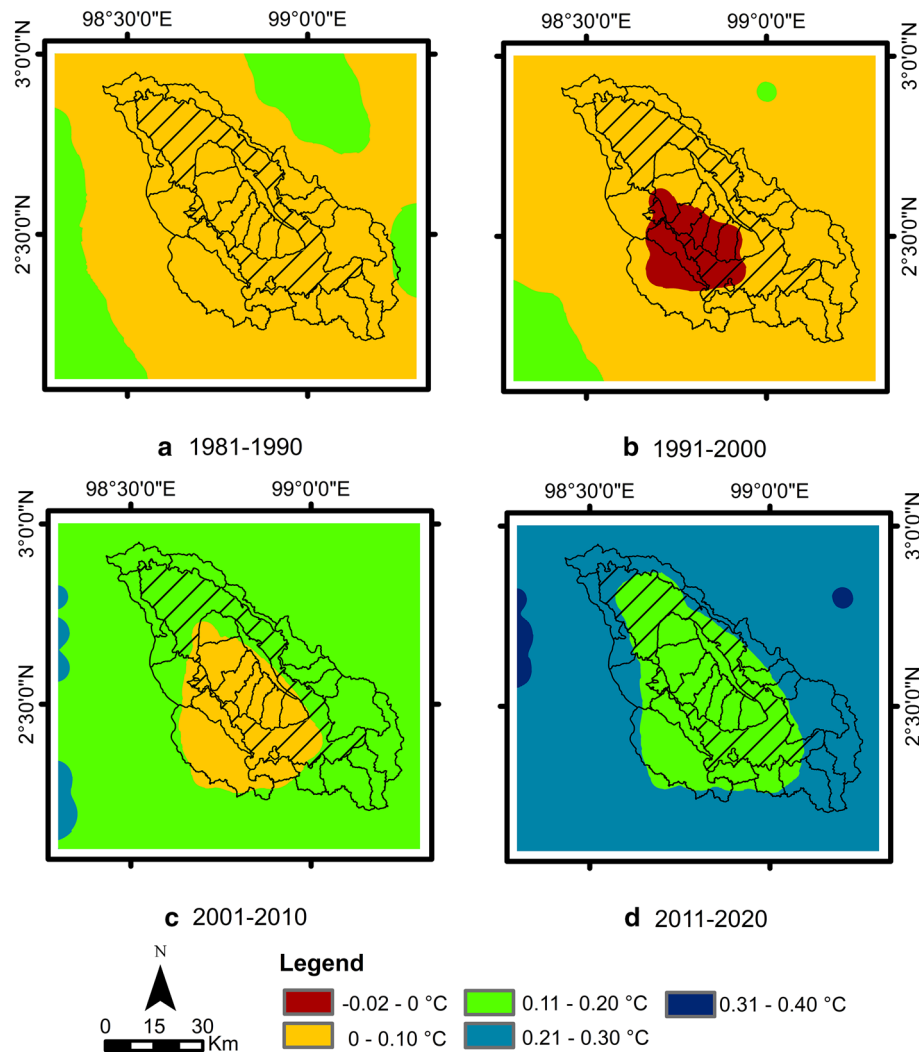 98°30'0"E 99°0'0"E
98°30'0"E 99°0'0"E
3°0'0"N
2°30'0"N
3°0'0"N
2°30'0"N
a 1981-1990
b 1991-2000
98°30'0"E 99°0'0"E
98°30'0"E 99°0'0"E
3°0'0"N
2°30'0"N
3°0'0"N
2°30'0"N
c 2001-2010
d 2011-2020
N
0 15 30
Km
Legend
-0.02 - 0 °C
0.11 - 0.20 °C
0.31 - 0.40 °C
0 - 0.10 °C
0.21 - 0.30 °C